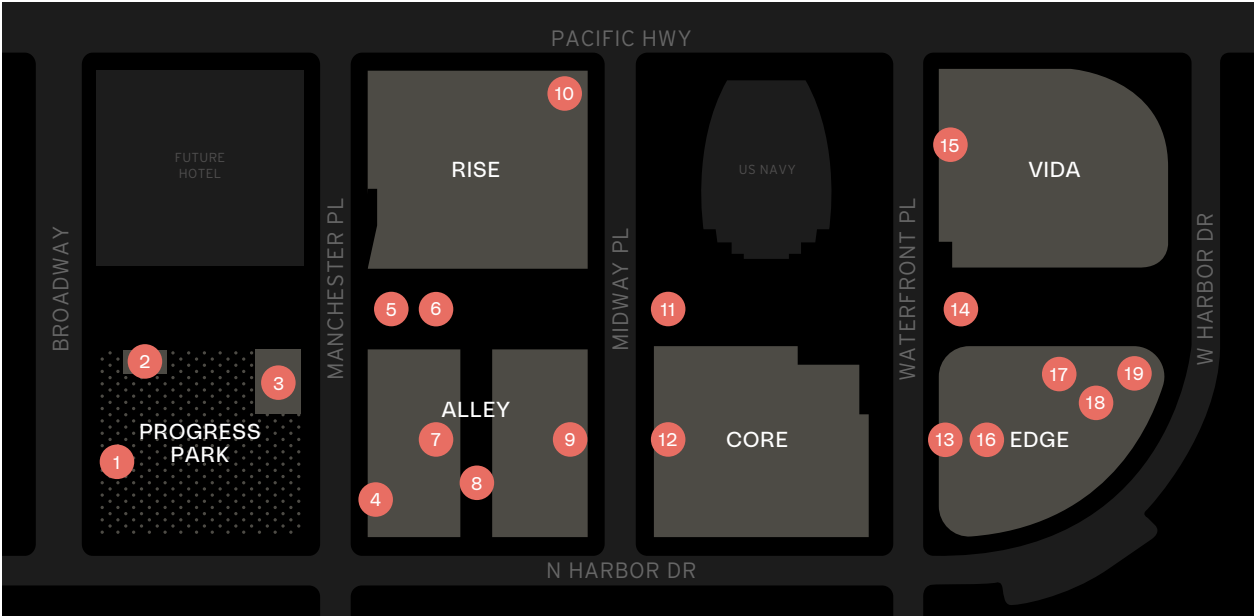 PACIFIC HWY
10
FUTURE
HOTEL
RISE
US NAVY
15
VIDA
BROADWAY
MANCHESTER PL
MIDWAY PL
WATERFRONT PL
W HARBOR DR
5
6
11
14
2
3
17
19
18
ALLEY
PROGRESS
PARK
7
9
12
CORE
13
16
EDGE
1
8
4
N HARBOR DR